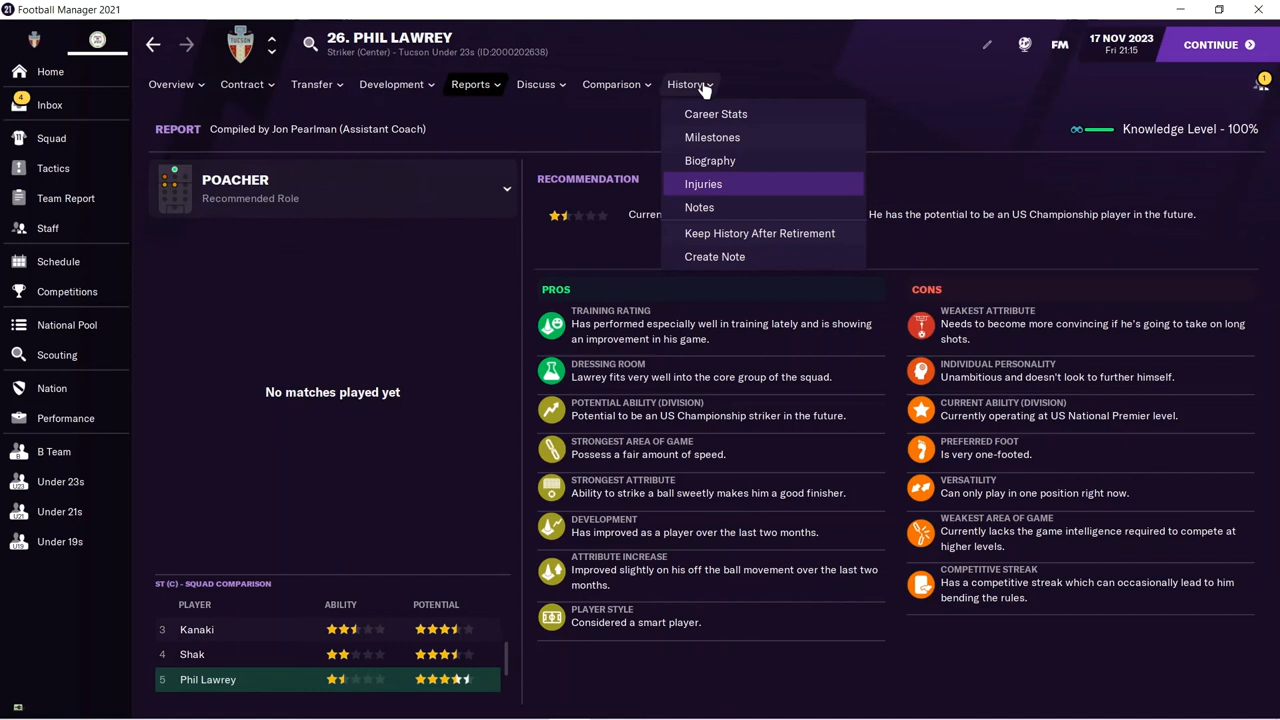 21 Football Manager 2021
26. PHIL LAWREY
Striker (Center) - Tucson Under 23s (ID:2000202638)
FM
17 NOV 2023
Fri 21:15
CONTINUE
Home
4
Inbox
Squad
Tactics
Team Report
Staff
Schedule
Competitions
National Pool
Scouting
Nation
Performance
B Team
Under 23s
Under 21s
Under 19s
Overview
Contract
Transfer
Development
Reports
Discuss
Comparison
History
1
Career Stats
Milestones
Biography
Injuries
Notes
Keep History After Retirement
Create Note
REPORT Compiled by Jon Pearlman (Assistant Coach)
Knowledge Level - 100%
POACHER
Recommended Role
No matches played yet
ST (C) - SQUAD COMPARISON
PLAYER ABILITY POTENTIAL
3 Kanaki
4 Shak
5 Phil Lawrey
RECOMMENDATION
Curren He has the potential to be an US Championship player in the future.
PROS
TRAINING RATING
Has performed especially well in training lately and is showing
an improvement in his game.
DRESSING ROOM
Lawrey fits very well into the core group of the squad.
POTENTIAL ABILITY (DIVISION)
Potential to be an US Championship striker in the future.
STRONGEST AREA OF GAME
Possess a fair amount of speed.
STRONGEST ATTRIBUTE
Ability to strike a ball sweetly makes him a good finisher.
DEVELOPMENT
Has improved as a player over the last two months.
ATTRIBUTE INCREASE
Improved slightly on his off the ball movement over the last two
months.
PLAYER STYLE
Considered a smart player.
CONS
WEAKEST ATTRIBUTE
Needs to become more convincing if he's going to take on long
shots.
INDIVIDUAL PERSONALITY
Unambitious and doesn't look to further himself.
CURRENT ABILITY (DIVISION)
Currently operating at US National Premier level.
PREFERRED FOOT
Is very one-footed.
VERSATILITY
Can only play in one position right now.
WEAKEST AREA OF GAME
Currently lacks the game intelligence required to compete at
higher levels.
COMPETITIVE STREAK
Has a competitive streak which can occasionally lead to him
bending the rules.